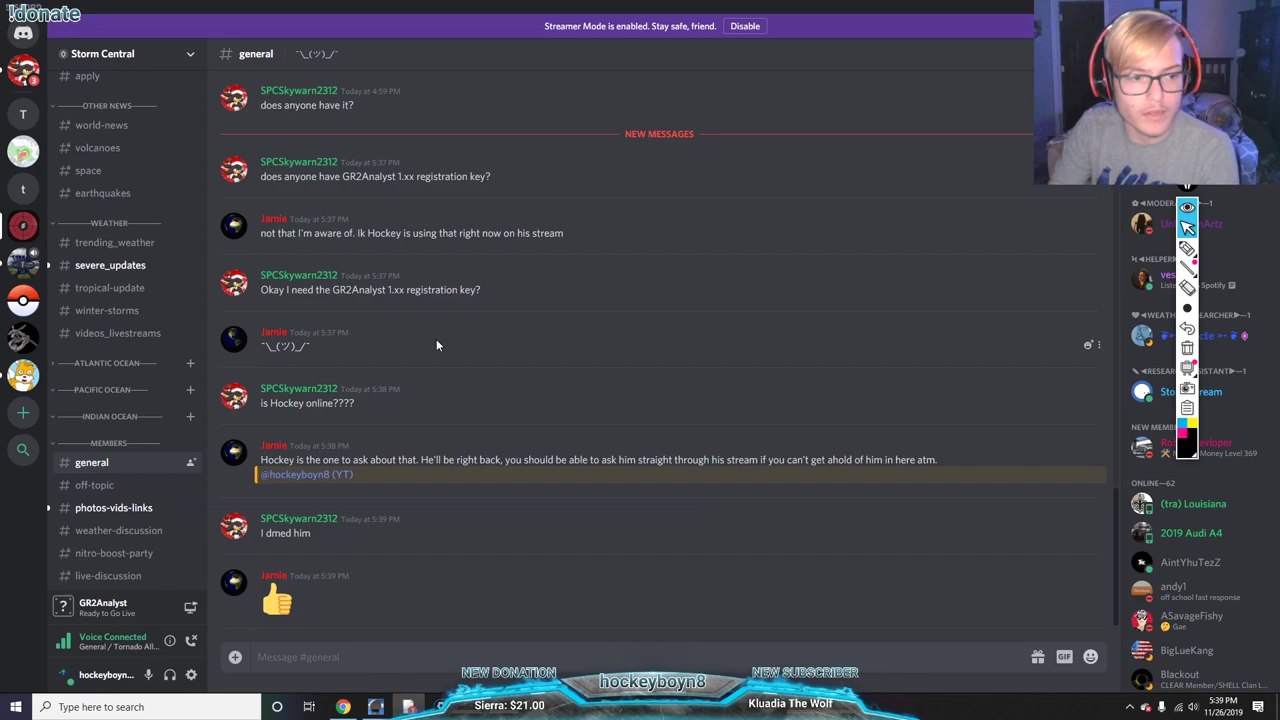 !donate
Streamer Mode is enabled. Stay safe, friend. Disable
Storm Central
# general ¯\_(ツ)_/¯
# apply
OTHER NEWS
# world-news
# volcanoes
# space
# earthquakes
WEATHER
# trending_weather
# severe_updates
# tropical-update
# winter-storms
# videos_livestreams
ATLANTIC OCEAN +
PACIFIC OCEAN +
INDIAN OCEAN +
MEMBERS
# general
# off-topic
# photos-vids-links
# weather-discussion
# nitro-boost-party
# live-discussion
GR2Analyst
Ready to Go Live
Voice Connected
General / Tornado All...
hockeyboyn...
3
T
t
SPCSkywarn2312 Today at 4:59 PM
does anyone have it?
NEW MESSAGES
SPCSkywarn2312 Today at 5:37 PM
does anyone have GR2Analyst 1.xx registration key?
Jamie Today at 5:37 PM
not that I'm aware of. Ik Hockey is using that right now on his stream
SPCSkywarn2312 Today at 5:37 PM
Okay I need the GR2Analyst 1.xx registration key?
Jamie Today at 5:37 PM
¯\_(ツ)_/¯
SPCSkywarn2312 Today at 5:38 PM
is Hockey online????
Jamie Today at 5:38 PM
Hockey is the one to ask about that. He'll be right back, you should be able to ask him straight through his stream if you can't get ahold of him in here atm.
@hockeyboyn8 (YT)
SPCSkywarn2312 Today at 5:39 PM
I dmed him
Jamie Today at 5:39 PM
Message #general
GIF
ONLINE—62
(tra) Louisiana
2019 Audi A4
AintYhuTezZ
andy1
off school fast response
ASavageFishy
Gae
BigLueKang
Blackout
CLEAR Member/SHELL Clan L...
NEW DONATION
Sierra: $21.00
hockeyboyn8
NEW SUBSCRIBER
Kluadia The Wolf
Type here to search
5:39 PM
11/26/2019